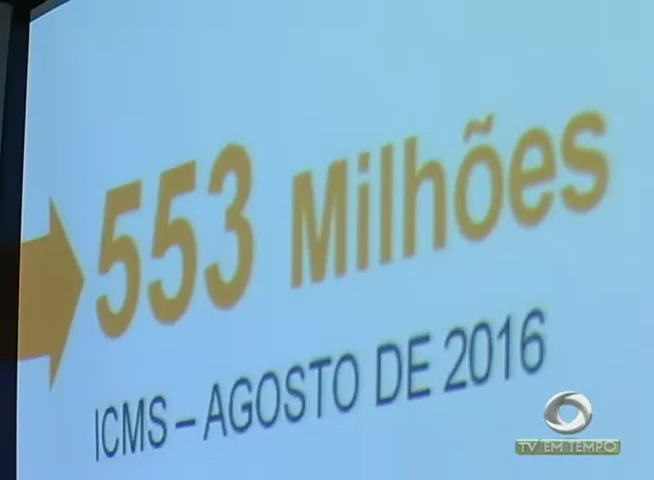 553 Milhões
ICMS – AGOSTO DE 2016
TV EM TEMPO